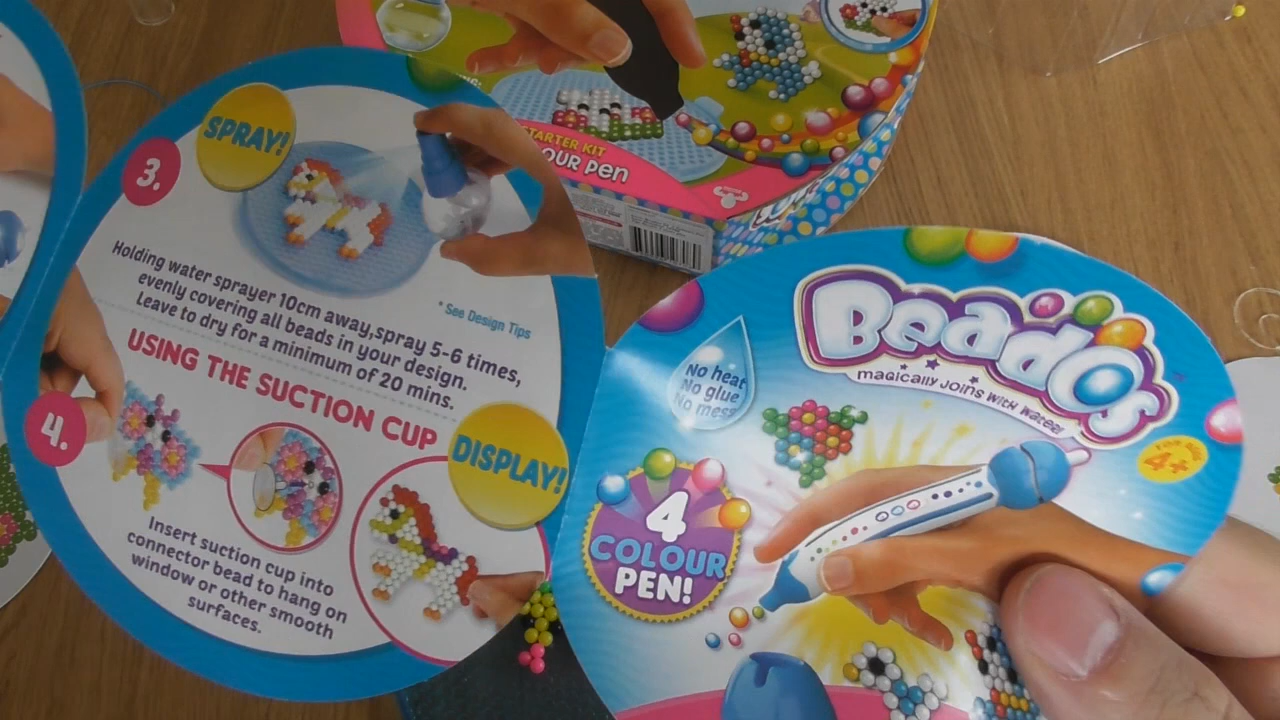 3.
SPRAY!
Holding water sprayer 10cm away,spray 5-6 times,
evenly covering all beads in your design.
Leave to dry for a minimum of 20 mins.
* See Design Tips
USING THE SUCTION CUP
4.
DISPLAY!
Insert suction cup into
connector bead to hang on
window or other smooth
surfaces.
STARTER KIT
OUR PEN
BeadOs
magically joins with water!
No heat
No glue
No mess
4+
4
COLOUR
PEN!